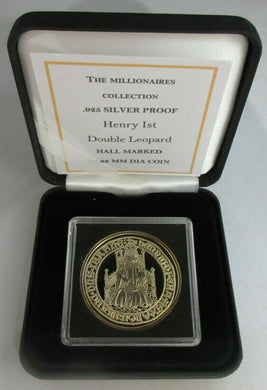 THE MILLIONAIRES
COLLECTION
.925 SILVER PROOF
Henry Ist
Double Leopard
HALL MARKED
MM DIA COIN